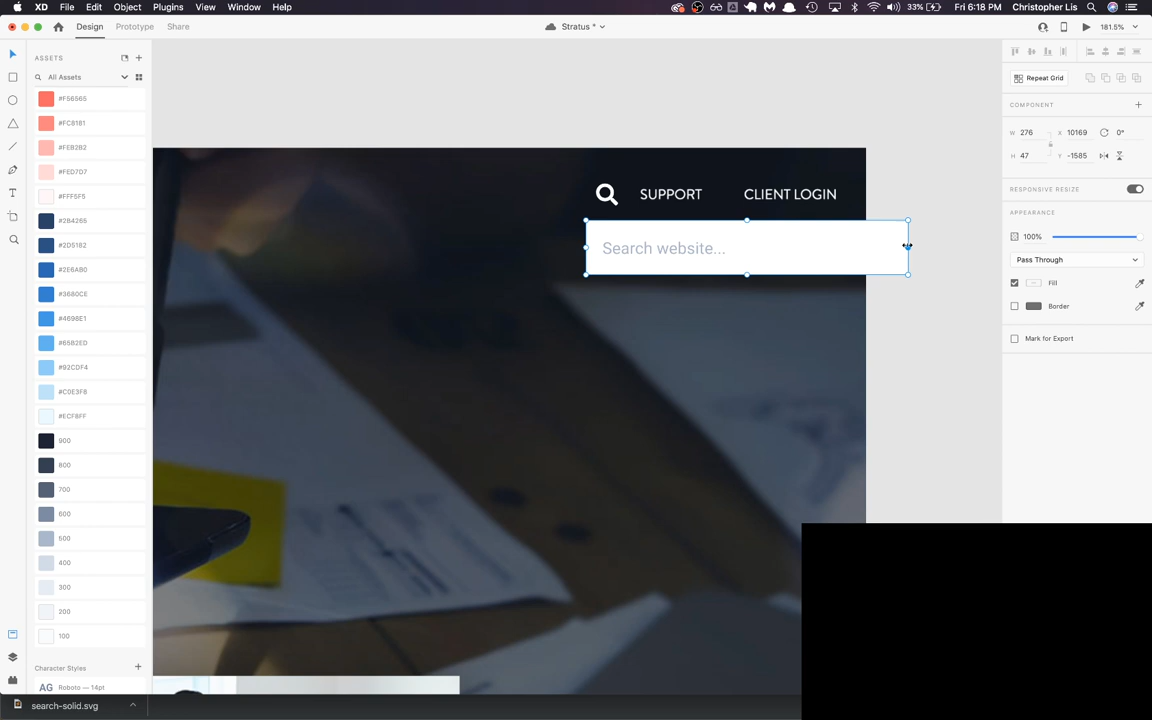 XD File Edit Object Plugins View Window Help 33% Fri 6:18 PM Christopher Lis
Design Prototype Share Stratus * 181.5%
ASSETS
All Assets
#F56565
#FC8181
#FEB2B2
#FED7D7
#FFF5F5
#2B4265
#2D5182
#2E6AB0
#3680CE
#4696E1
#65B2ED
#92CDF4
#CDE3F8
#ECF8FF
900
800
700
600
500
400
300
200
100
Character Styles
AG Roboto — 14pt
SUPPORT CLIENT LOGIN
Search website...
Repeat Grid
COMPONENT
W 276 X 10169 0°
H 47 Y -1585
RESPONSIVE RESIZE
APPEARANCE
100%
Pass Through
Fill
Border
Mark for Export
search-solid.svg